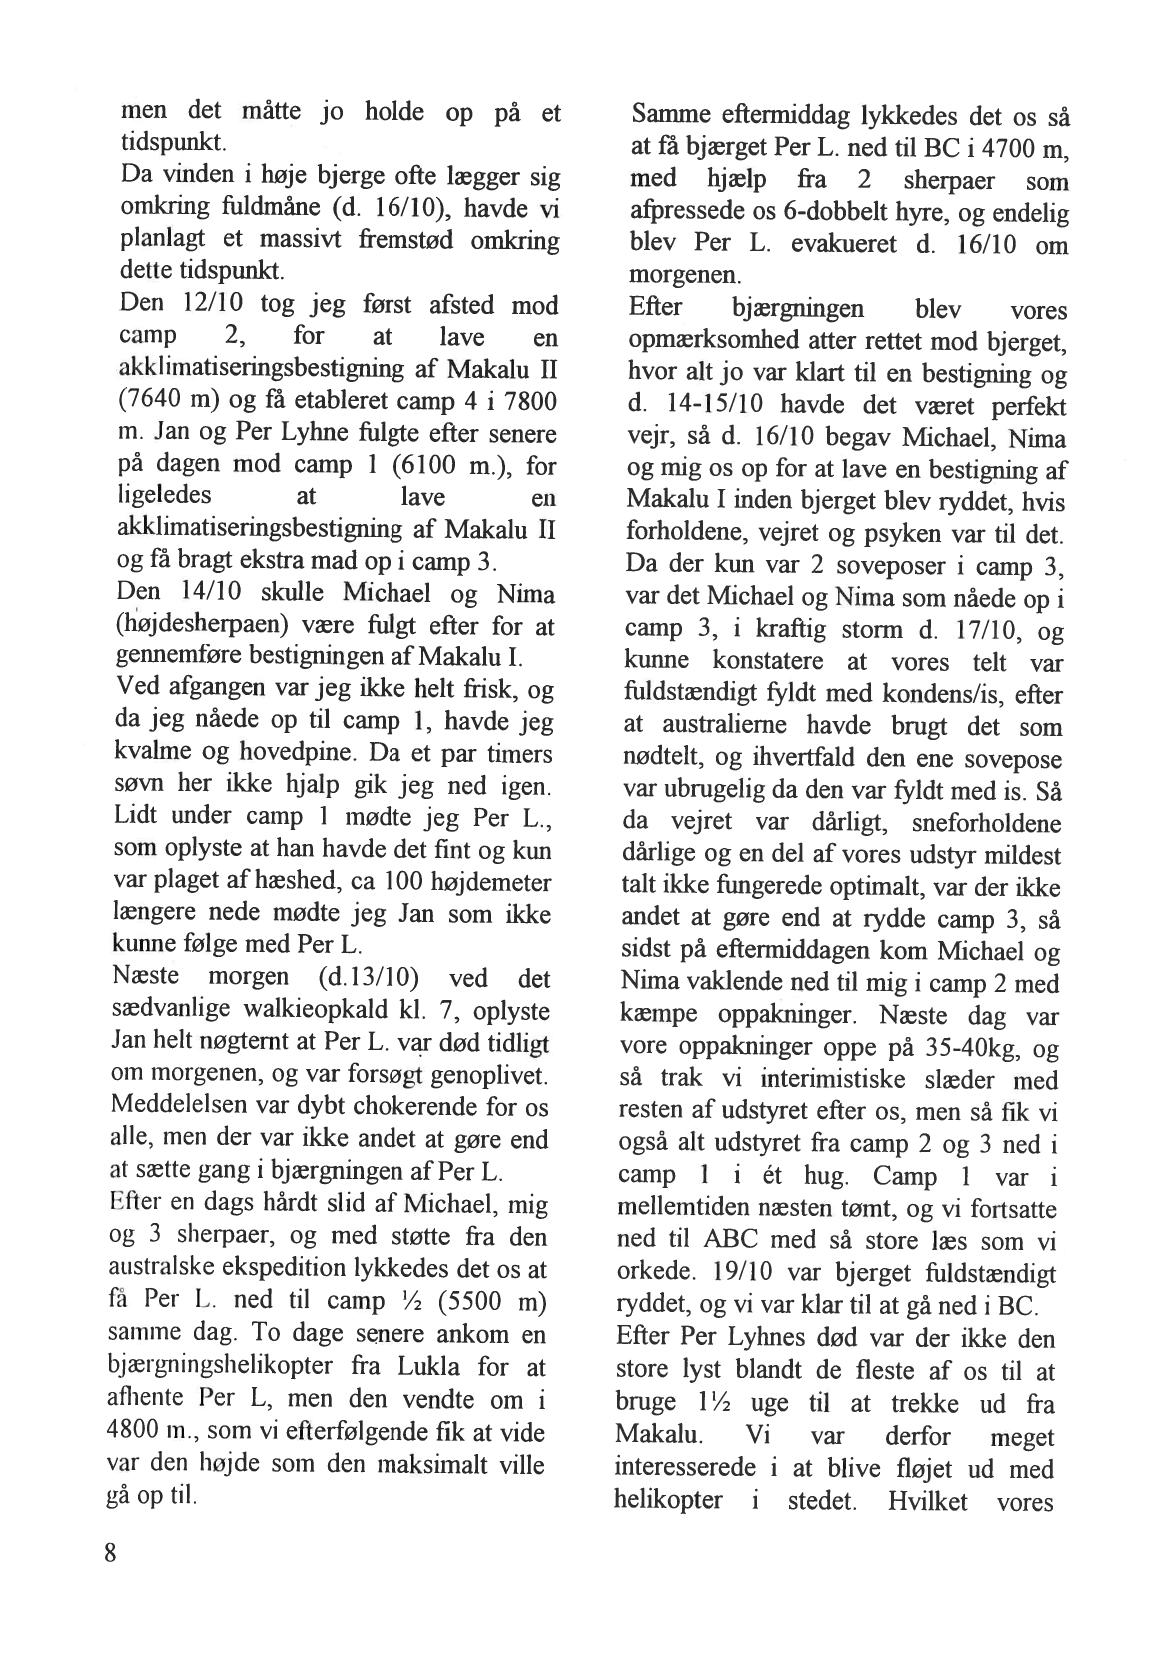 men det måtte jo holde op på et
tidspunkt.
Da vinden i høje bjerge ofte lægger sig
omkring fuldmåne (d. 16/10), havde vi
planlagt et massivt fremstød omkring
dette tidspunkt.
Den 12/10 tog jeg først afsted mod
camp 2, for at lave en
akklimatiseringsbestigning af Makalu II
(7640 m) og få etableret camp 4 i 7800
m. Jan og Per Lyhne fulgte efter senere
på dagen mod camp 1 (6100 m.), for
ligeledes at lave en
akklimatiseringsbestigning af Makalu II
og få bragt ekstra mad op i camp 3.
Den 14/10 skulle Michael og Nima
(højdesherpaen) være fulgt efter for at
gennemføre bestigningen af Makalu I.
Ved afgangen var jeg ikke helt frisk, og
da jeg nåede op til camp 1, havde jeg
kvalme og hovedpine. Da et par timers
søvn her ikke hjalp gik jeg ned igen.
Lidt under camp 1 mødte jeg Per L.,
som oplyste at han havde det fint og kun
var plaget af hæshed, ca 100 højdemeter
længere nede mødte jeg Jan som ikke
kunne følge med Per L.
Næste morgen (d.13/10) ved det
sædvanlige walkieopkald kl. 7, oplyste
Jan helt nøgternt at Per L. var død tidligt
om morgenen, og var forsøgt genoplivet.
Meddelelsen var dybt chokerende for os
alle, men der var ikke andet at gøre end
at sætte gang i bjærgningen af Per L.
Efter en dags hårdt slid af Michael, mig
og 3 sherpaer, og med støtte fra den
australske ekspedition lykkedes det os at
få Per L. ned til camp ½ (5500 m)
samme dag. To dage senere ankom en
bjærgningshelikopter fra Lukla for at
afhente Per L, men den vendte om i
4800 m., som vi efterfølgende fik at vide
var den højde som den maksimalt ville
gå op til.
Samme eftermiddag lykkedes det os så
at få bjærget Per L. ned til BC i 4700 m,
med hjælp fra 2 sherpaer som
afpressede os 6-dobbelt hyre, og endelig
blev Per L. evakueret d. 16/10 om
morgenen.
Efter bjærgningen blev vores
opmærksomhed atter rettet mod bjerget,
hvor alt jo var klart til en bestigning og
d. 14-15/10 havde det været perfekt
vejr, så d. 16/10 begav Michael, Nima
og mig os op for at lave en bestigning af
Makalu I inden bjerget blev ryddet, hvis
forholdene, vejret og psyken var til det.
Da der kun var 2 soveposer i camp 3,
var det Michael og Nima som nåede op i
camp 3, i kraftig storm d. 17/10, og
kunne konstatere at vores telt var
fuldstændigt fyldt med kondens/is, efter
at australierne havde brugt det som
nødtelt, og ihvertfald den ene sovepose
var ubrugelig da den var fyldt med is. Så
da vejret var dårligt, sneforholdene
dårlige og en del af vores udstyr mildest
talt ikke fungerede optimalt, var der ikke
andet at gøre end at rydde camp 3, så
sidst på eftermiddagen kom Michael og
Nima vaklende ned til mig i camp 2 med
kæmpe oppakninger. Næste dag var
vore oppakninger oppe på 35-40kg, og
så trak vi interimistiske slæder med
resten af udstyret efter os, men så fik vi
også alt udstyret fra camp 2 og 3 ned i
camp 1 i ét hug. Camp 1 var i
mellemtiden næsten tømt, og vi fortsatte
ned til ABC med så store læs som vi
orkede. 19/10 var bjerget fuldstændigt
ryddet, og vi var klar til at gå ned i BC.
Efter Per Lyhnes død var der ikke den
store lyst blandt de fleste af os til at
bruge 1½ uge til at trekke ud fra
Makalu. Vi var derfor meget
interesserede i at blive fløjet ud med
helikopter i stedet. Hvilket vores
8